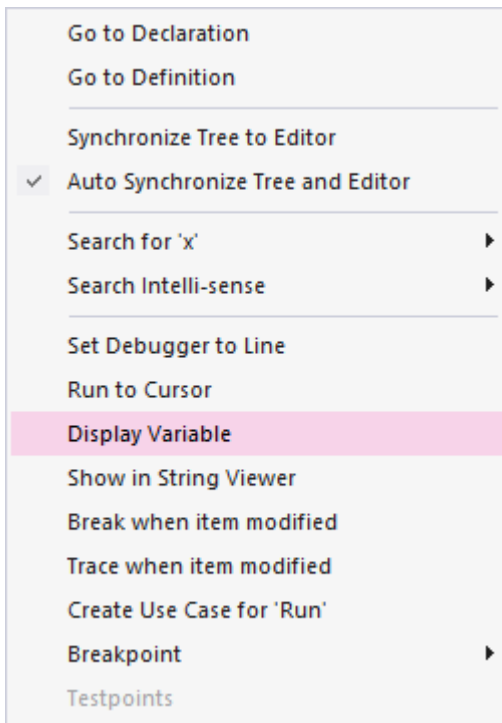 Go to Declaration
Go to Definition
Synchronize Tree to Editor
Auto Synchronize Tree and Editor
Search for 'x'
Search Intelli-sense
Set Debugger to Line
Run to Cursor
Display Variable
Show in String Viewer
Break when item modified
Trace when item modified
Create Use Case for 'Run'
Breakpoint
Testpoints